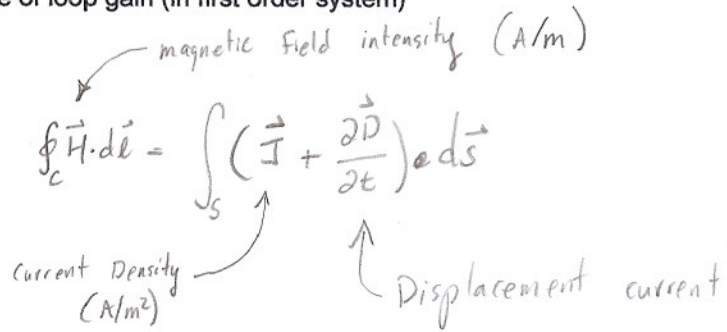 e of loop gain (in first order system)
magnetic field intensity (A/m)
∮_C H⃗·dl⃗ = ∫_S (J⃗ + ∂D⃗/∂t)•ds⃗
Current Density
(A/m²)
Displacement current